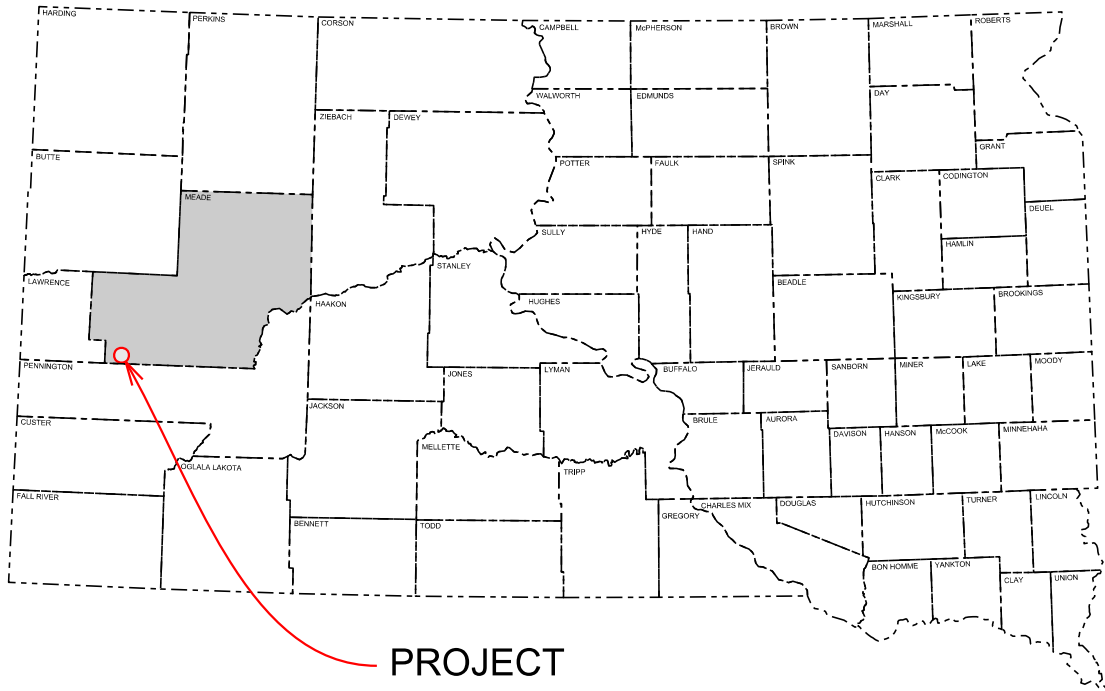 HARDING
PERKINS
CORSON
CAMPBELL
McPHERSON
BROWN
MARSHALL
ROBERTS
WALWORTH
EDMUNDS
DAY
ZIEBACH
DEWEY
GRANT
BUTTE
POTTER
FAULK
SPINK
CLARK
CODINGTON
MEADE
DEUEL
SULLY
HYDE
HAND
HAMLIN
STANLEY
LAWRENCE
BEADLE
HAAKON
HUGHES
KINGSBURY
BROOKINGS
PENNINGTON
JONES
LYMAN
BUFFALO
JERAULD
SANBORN
MINER
LAKE
MOODY
JACKSON
CUSTER
BRULE
AURORA
DAVISON
HANSON
McCOOK
MINNEHAHA
MELLETTE
OGLALA LAKOTA
TRIPP
FALL RIVER
GREGORY
CHARLES MIX
DOUGLAS
HUTCHINSON
TURNER
LINCOLN
BENNETT
TODD
BON HOMME
YANKTON
CLAY
UNION
PROJECT